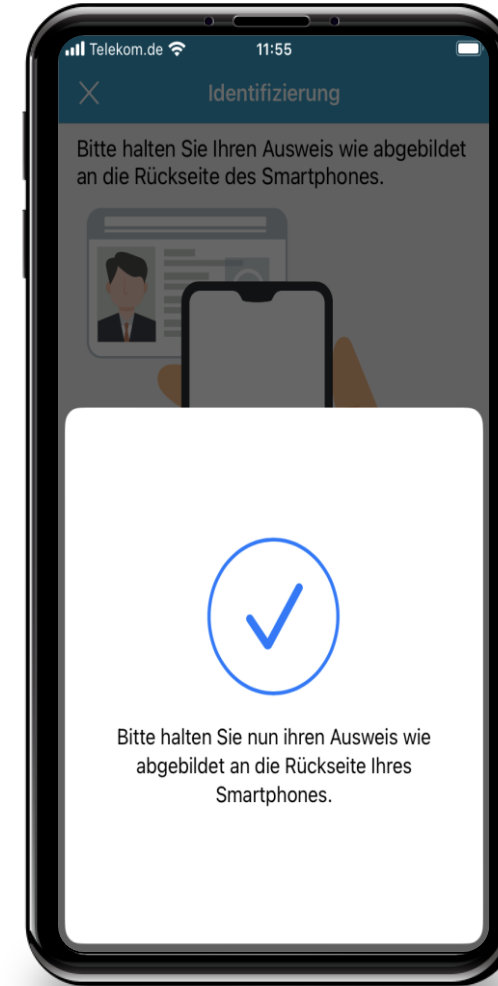 Telekom.de 11:55
Identifizierung
Bitte halten Sie Ihren Ausweis wie abgebildet
an die Rückseite des Smartphones.
Bitte halten Sie nun ihren Ausweis wie
abgebildet an die Rückseite Ihres
Smartphones.